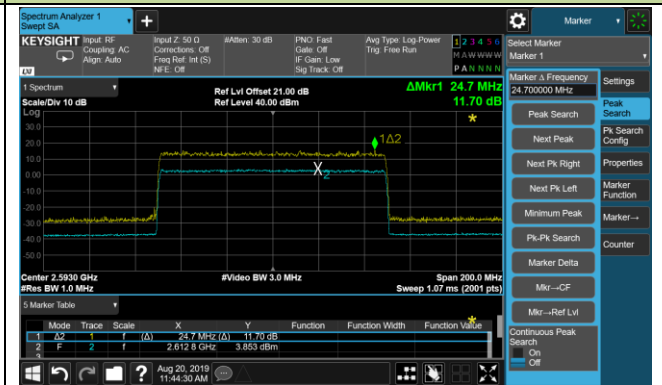 Spectrum Analyzer 1
Swept SA
+
Marker
KEYSIGHT Input: RF Input Z: 50 Ω #Atten: 30 dB PNO: Fast Avg Type: Log-Power 1 2 3 4 5 6
Coupling: AC Corrections: Off Gate: Off Trig: Free Run M A W W W W
Align: Auto Freq Ref: Int (S) IF Gain: Low P A N N N N
NFE: Off Sig Track: Off
LXI
Select Marker
Marker 1
1 Spectrum
Ref Lvl Offset 21.00 dB ΔMkr1 24.7 MHz
Scale/Div 10 dB Ref Level 40.00 dBm 11.70 dB
Log
30.0
20.0
10.0
0.00
-10.0
-20.0
-30.0
-40.0
-50.0
1Δ2
X2
Center 2.5930 GHz #Video BW 3.0 MHz Span 200.0 MHz
#Res BW 1.0 MHz Sweep 1.07 ms (2001 pts)
5 Marker Table
Mode Trace Scale X Y Function Function Width Function Value
1 Δ2 1 f (Δ) 24.7 MHz (Δ) 11.70 dB
2 F 2 f 2.612 8 GHz 3.853 dBm
3
Marker Δ Frequency
24.700000 MHz
Peak Search
Next Peak
Next Pk Right
Next Pk Left
Minimum Peak
Pk-Pk Search
Marker Delta
Mkr→CF
Mkr→Ref Lvl
Continuous Peak
Search
On
Off
Settings
Peak
Search
Pk Search
Config
Properties
Marker
Function
Marker→
Counter
?
Aug 20, 2019
11:44:30 AM